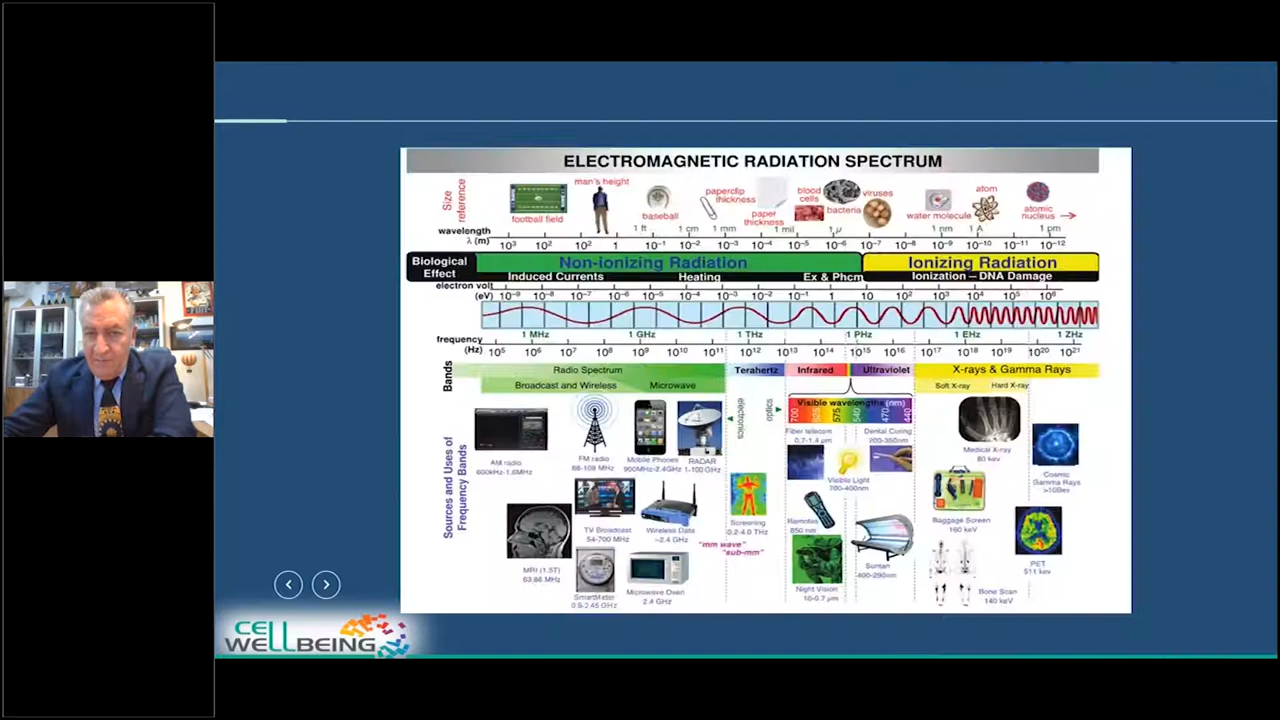 ELECTROMAGNETIC RADIATION SPECTRUM
Size reference
football field
man's height
baseball
paperclip thickness
paper thickness
blood cells
bacteria
viruses
water molecule
atom
atomic nucleus
wavelength λ (m)
1 ft 1 cm 1 mm 1 mil 1 µ 1 nm 1 Å 1 pm
10³ 10² 10¹ 1 10⁻¹ 10⁻² 10⁻³ 10⁻⁴ 10⁻⁵ 10⁻⁶ 10⁻⁷ 10⁻⁸ 10⁻⁹ 10⁻¹⁰ 10⁻¹¹ 10⁻¹²
Biological Effect
Non-ionizing Radiation
Ionizing Radiation
Induced Currents
Heating
Ionization – DNA Damage
electron volt (eV)
10⁻⁹ 10⁻⁸ 10⁻⁷ 10⁻⁶ 10⁻⁵ 10⁻⁴ 10⁻³ 10⁻² 10⁻¹ 1 10 10² 10³ 10⁴ 10⁵ 10⁶
1 MHz 1 GHz 1 THz 1 PHz 1 EHz 1 ZHz
frequency (Hz)
10⁵ 10⁶ 10⁷ 10⁸ 10⁹ 10¹⁰ 10¹¹ 10¹² 10¹³ 10¹⁴ 10¹⁵ 10¹⁶ 10¹⁷ 10¹⁸ 10¹⁹ 10²⁰ 10²¹
Bands
Radio Spectrum
Terahertz
Infrared
Ultraviolet
X-rays & Gamma Rays
Broadcast and Wireless
Microwave
Soft X-ray
Hard X-ray
Sources and Uses of Frequency Bands
electronics
optics
Visible wavelengths (nm)
700 625 575 540 470 440
AM radio
600kHz-1.6MHz
FM radio
88-108 MHz
Mobile Phones
900MHz-2.4GHz
RADAR
1-100 GHz
Fiber telecom
0.7-1.4 µm
Dental Curing
200-350nm
Visible Light
700-400nm
Medical X-ray
80 kev
Cosmic
Gamma Rays
>10Bev
TV Broadcast
54-700 MHz
Wireless Data
~2.4 GHz
Screening
0.2-4.0 THz
"mm wave"
"sub-mm"
Remotes
850 nm
Suntan
400-290nm
Baggage Screen
160 keV
PET
511 kev
MRI (1.5T)
63.86 MHz
SmartMeter
0.9-2.45 GHz
Microwave Oven
2.4 GHz
Night Vision
10-0.7 µm
Bone Scan
140 keV
CELL
WELLBEING